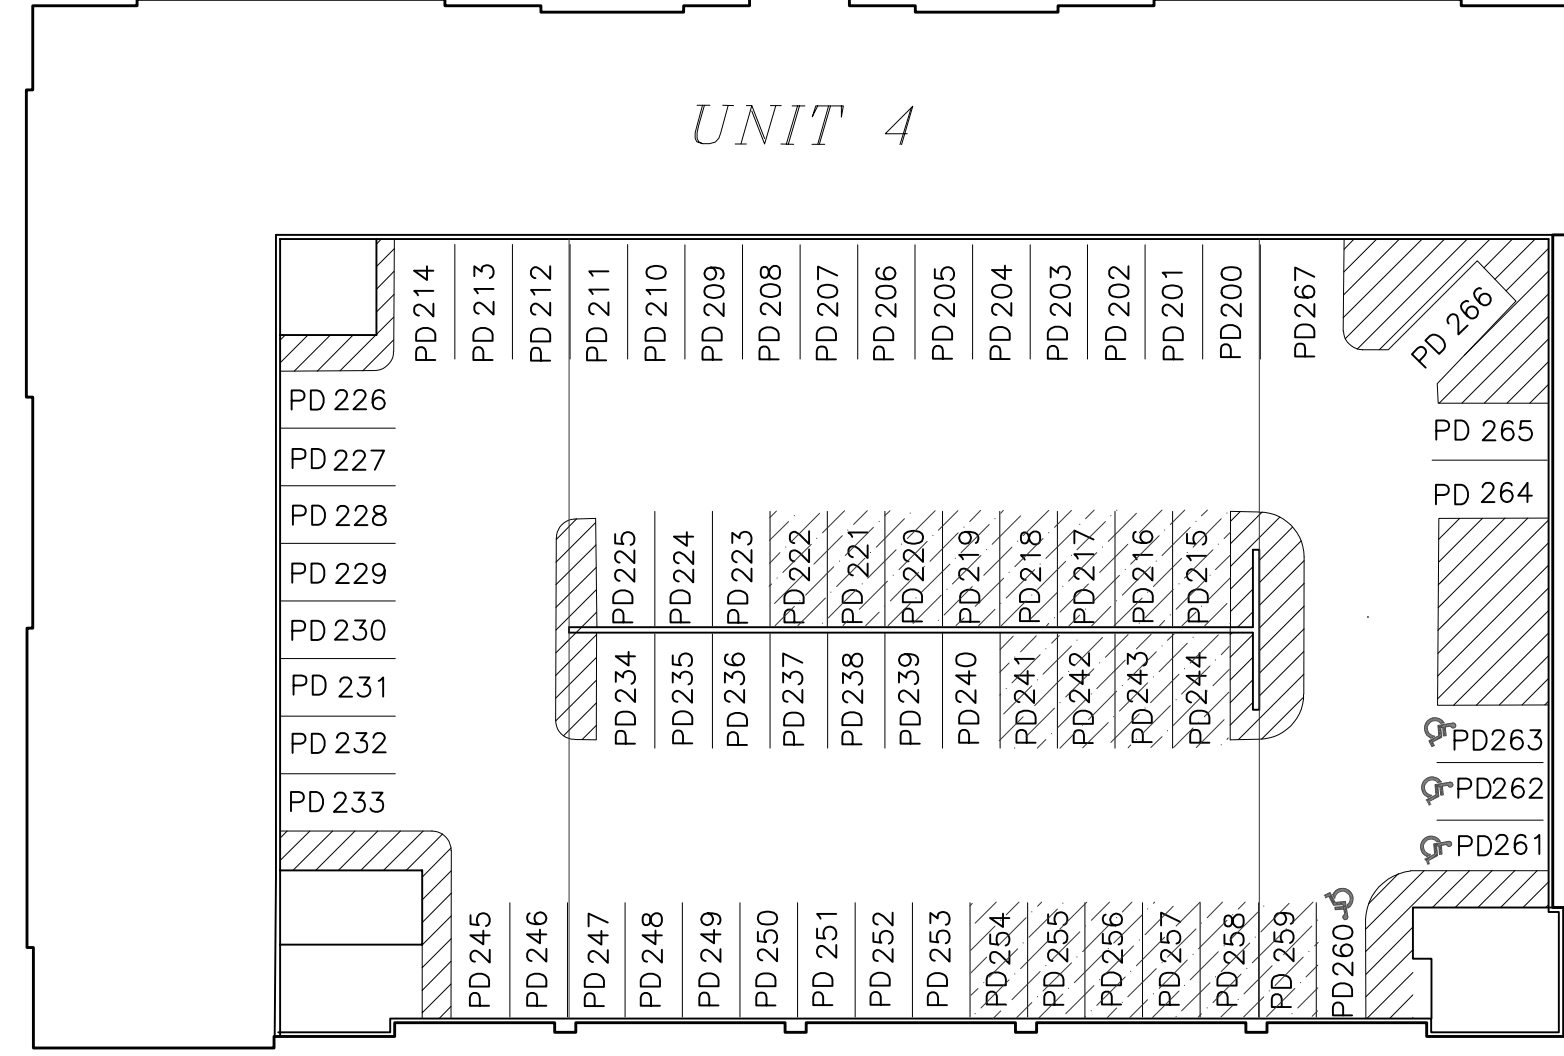 UNIT 4
PD 214
PD 213
PD 212
PD 211
PD 210
PD 209
PD 208
PD 207
PD 206
PD 205
PD 204
PD 203
PD 202
PD 201
PD 200
PD 267
PD 266
PD 226
PD 227
PD 228
PD 229
PD 230
PD 231
PD 232
PD 233
PD 225
PD 224
PD 223
PD 222
PD 221
PD 220
PD 219
PD 218
PD 217
PD 216
PD 215
PD 234
PD 235
PD 236
PD 237
PD 238
PD 239
PD 240
PD 241
PD 242
PD 243
PD 244
PD 265
PD 264
PD263
PD262
PD261
PD 245
PD 246
PD 247
PD 248
PD 249
PD 250
PD 251
PD 252
PD 253
PD 254
PD 255
PD 256
PD 257
PD 258
PD 259
PD260